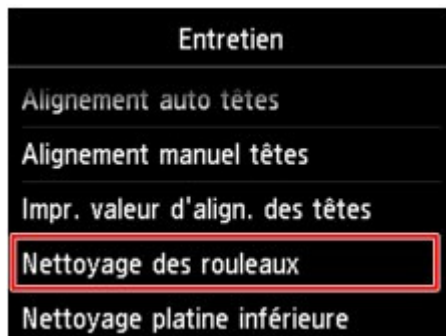 Entretien
Alignement auto têtes
Alignement manuel têtes
Impr. valeur d'align. des têtes
Nettoyage des rouleaux
Nettoyage platine inférieure